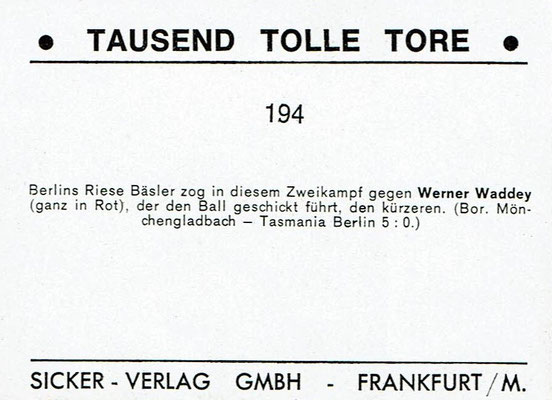 • TAUSEND TOLLE TORE •
194
Berlins Riese Bäsler zog in diesem Zweikampf gegen Werner Waddey
(ganz in Rot), der den Ball geschickt führt, den kürzeren. (Bor. Mön-
chengladbach – Tasmania Berlin 5 : 0.)
SICKER - VERLAG GMBH - FRANKFURT / M.